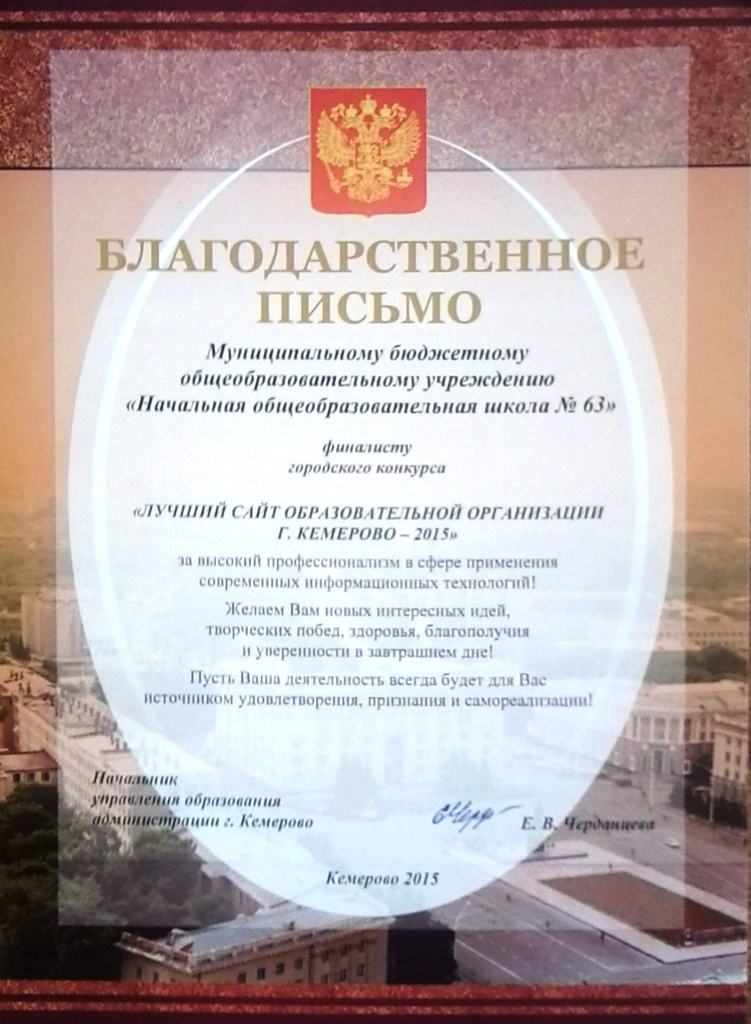 БЛАГОДАРСТВЕННОЕ
ПИСЬМО
Муниципальному бюджетному
общеобразовательному учреждению
«Начальная общеобразовательная школа № 63»
финалисту
городского конкурса
«ЛУЧШИЙ САЙТ ОБРАЗОВАТЕЛЬНОЙ ОРГАНИЗАЦИИ
Г. КЕМЕРОВО – 2015»
за высокий профессионализм в сфере применения
современных информационных технологий!
Желаем Вам новых интересных идей,
творческих побед, здоровья, благополучия
и уверенности в завтрашнем дне!
Пусть Ваша деятельность всегда будет для Вас
источником удовлетворения, признания и самореализации!
Начальник
управления образования
администрации г. Кемерово
Е. В. Черданцева
Кемерово 2015